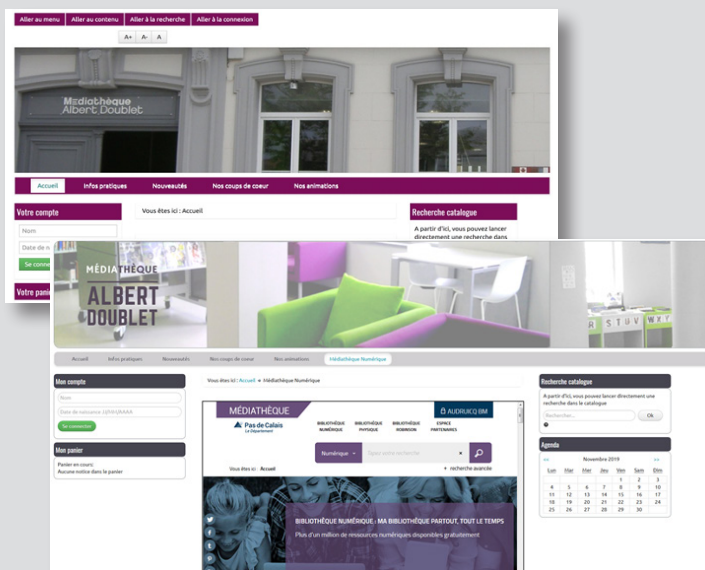 Aller au menu Aller au contenu Aller à la recherche Aller à la connexion
A+ A- A
Médiathèque
Albert Doublet
Accueil Infos pratiques Nouveautés Nos coups de coeur Nos animations
Votre compte
Nom
Date de n
Se conne
Votre pani
Vous êtes ici : Accueil
Recherche catalogue
A partir d'ici, vous pouvez lancer
directement une recherche dans
MÉDIATHÈQUE
ALBERT
DOUBLET
R S T U V W X Y
Accueil Infos pratiques Nouveautés Nos coups de coeur Nos animations Médiathèque Numérique
Mon compte
Nom
Date de naissance JJ/MM/AAAA
Se connecter
Mon panier
Panier en cours:
Aucune notice dans le panier
Vous êtes ici : Accueil Médiathèque Numérique
MÉDIATHÈQUE
AUDRUICQ BM
Pas de Calais
Le Département
BIBLIOTHÈQUE NUMÉRIQUE
BIBLIOTHÈQUE PHYSIQUE
BIBLIOTHÈQUE ROBINSON
ESPACE PARTENAIRES
Numérique Tapez votre recherche ×
Vous êtes ici : Accueil
+ recherche avancée
BIBLIOTHÈQUE NUMÉRIQUE : MA BIBLIOTHÈQUE PARTOUT, TOUT LE TEMPS
Plus d'un million de ressources numériques disponibles gratuitement
Recherche catalogue
A partir d'ici, vous pouvez lancer directement une
recherche dans le catalogue
Rechercher... Ok
Agenda
<< Novembre 2019 >>
Lun Mar Mer Jeu Ven Sam Dim
1 2 3
4 5 6 7 8 9 10
11 12 13 14 15 16 17
18 19 20 21 22 23 24
25 26 27 28 29 30